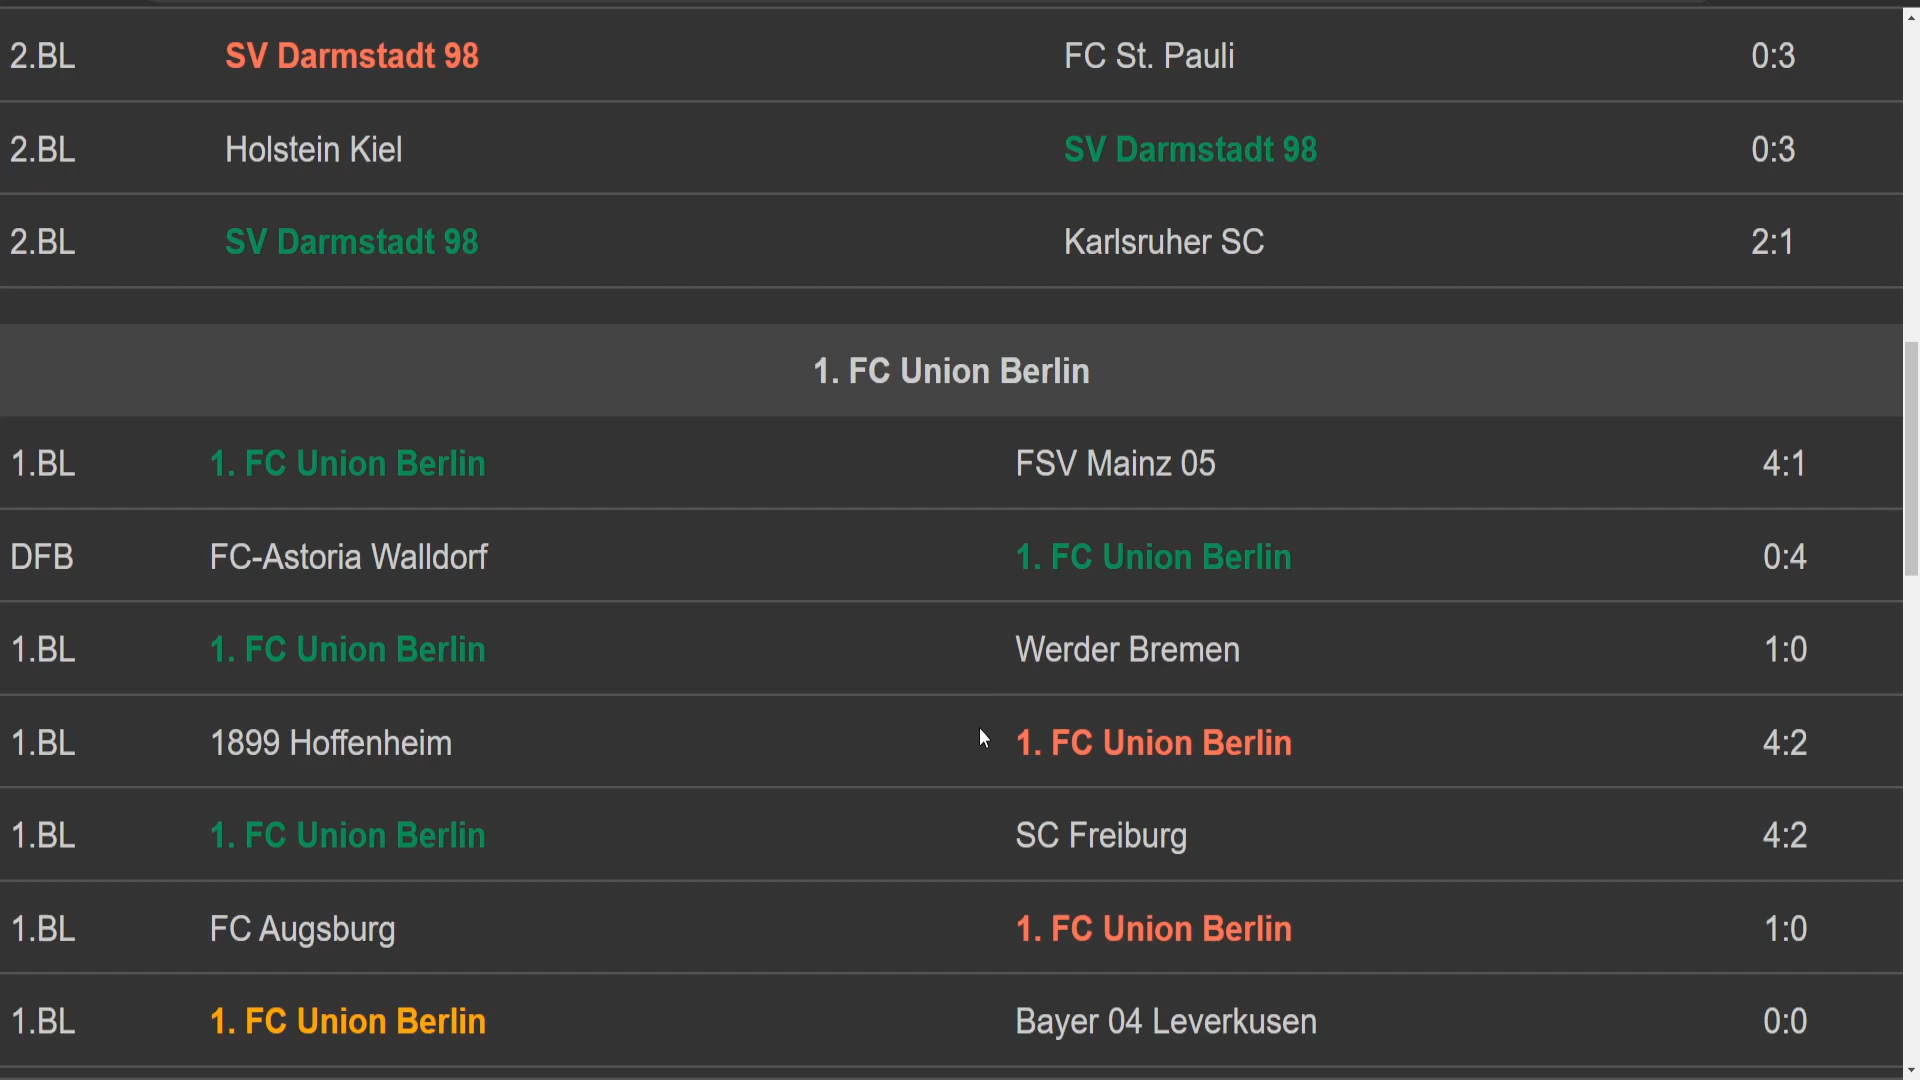 2.BL SV Darmstadt 98 FC St. Pauli 0:3
2.BL Holstein Kiel SV Darmstadt 98 0:3
2.BL SV Darmstadt 98 Karlsruher SC 2:1
1. FC Union Berlin
1.BL 1. FC Union Berlin FSV Mainz 05 4:1
DFB FC-Astoria Walldorf 1. FC Union Berlin 0:4
1.BL 1. FC Union Berlin Werder Bremen 1:0
1.BL 1899 Hoffenheim 1. FC Union Berlin 4:2
1.BL 1. FC Union Berlin SC Freiburg 4:2
1.BL FC Augsburg 1. FC Union Berlin 1:0
1.BL 1. FC Union Berlin Bayer 04 Leverkusen 0:0